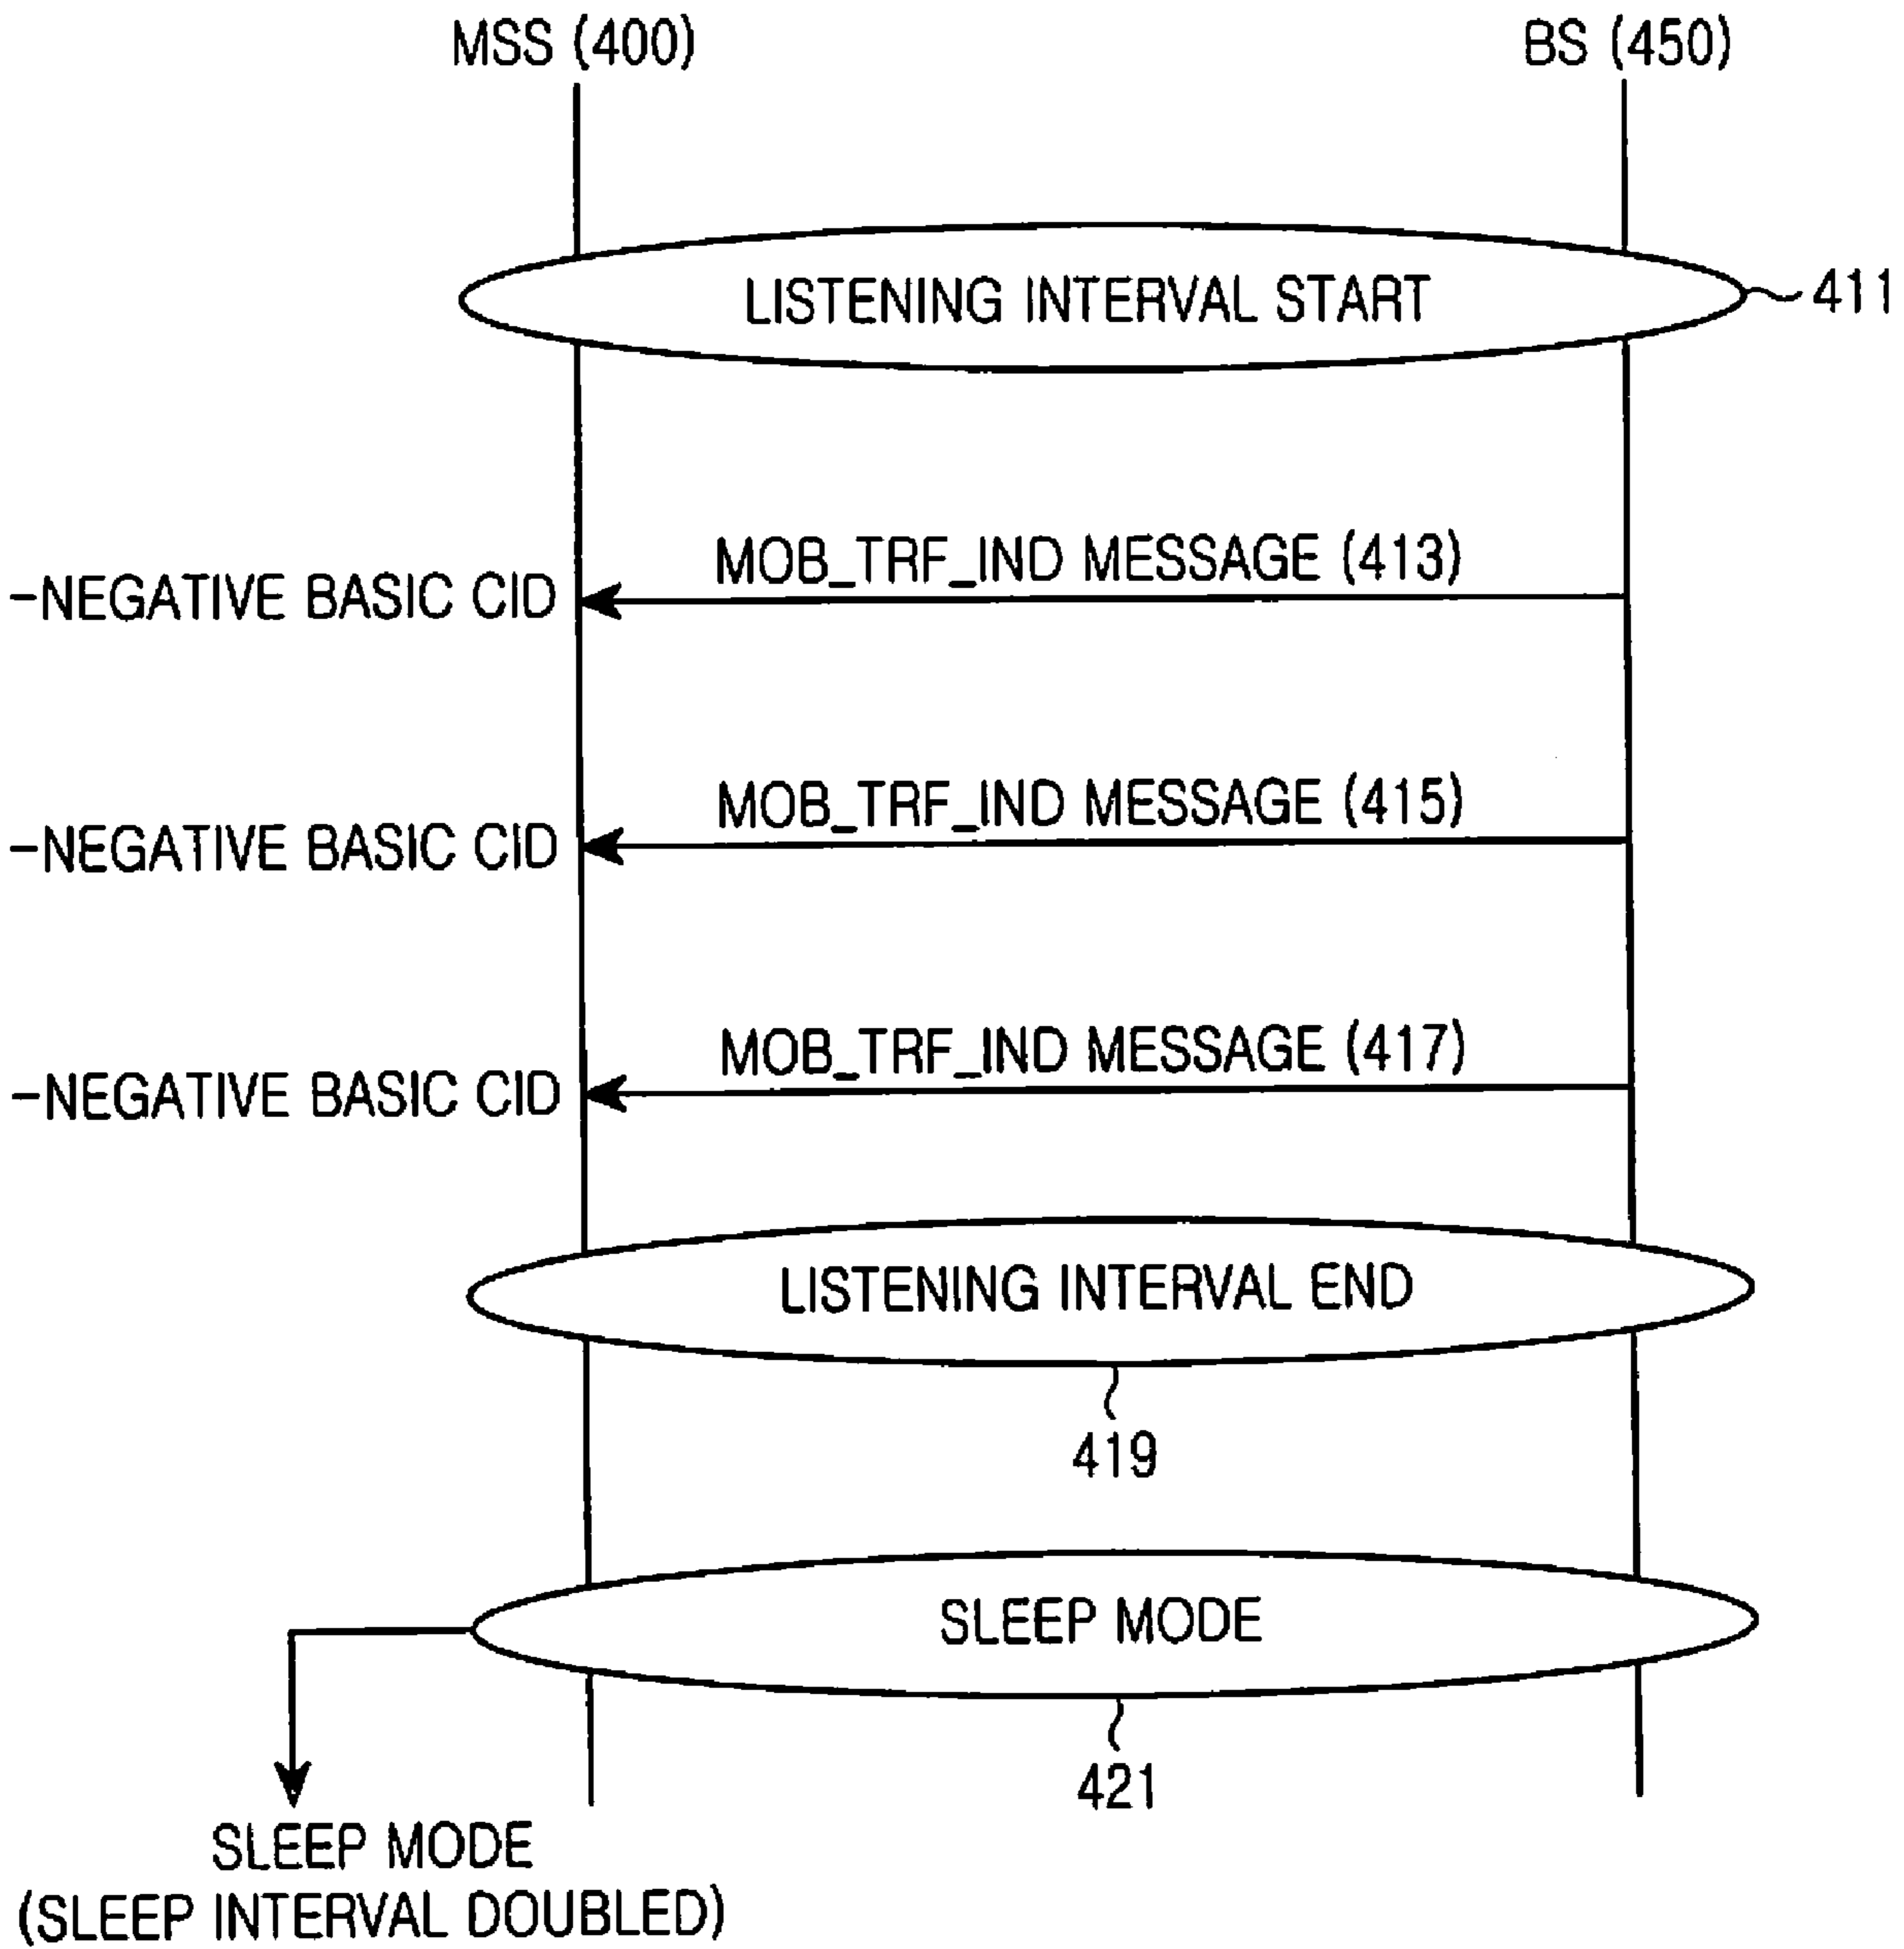 MSS (400)
BS (450)
LISTENING INTERVAL START
411
MOB_TRF_IND MESSAGE (413)
-NEGATIVE BASIC CID
MOB_TRF_IND MESSAGE (415)
-NEGATIVE BASIC CID
MOB_TRF_IND MESSAGE (417)
-NEGATIVE BASIC CID
LISTENING INTERVAL END
419
SLEEP MODE
421
SLEEP MODE
(SLEEP INTERVAL DOUBLED)